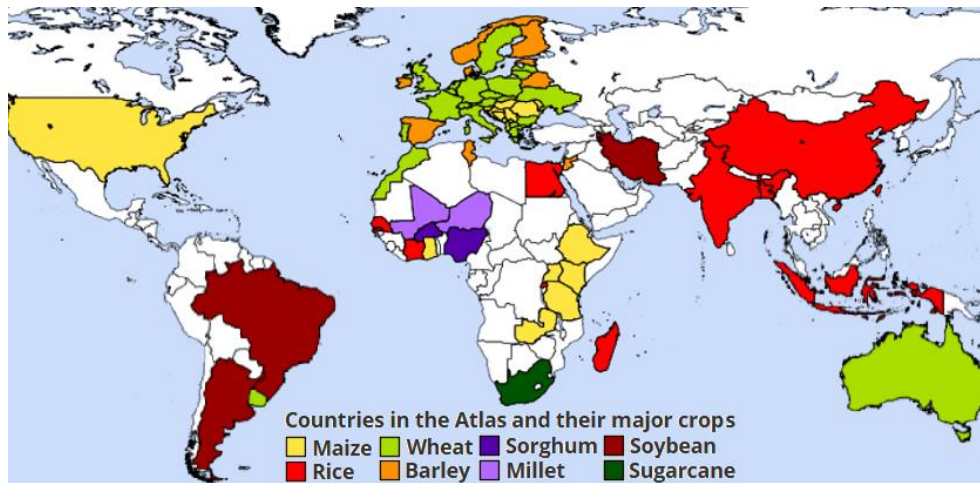 Countries in the Atlas and their major crops
Maize Wheat Sorghum Soybean
Rice Barley Millet Sugarcane